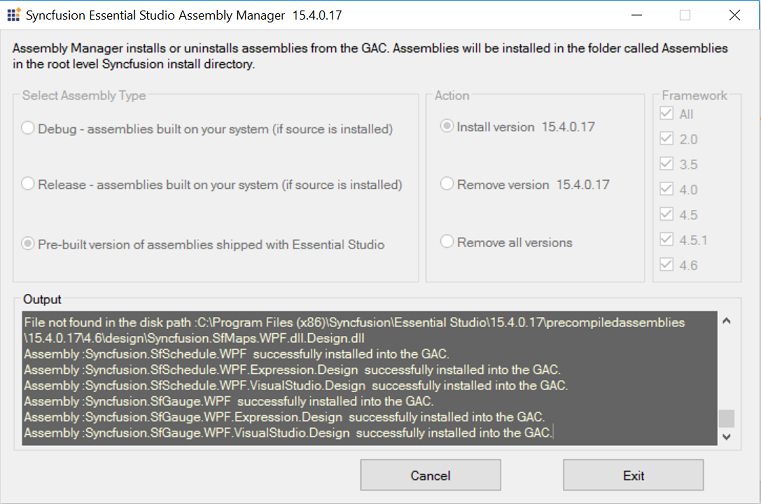 Syncfusion Essential Studio Assembly Manager 15.4.0.17
Assembly Manager installs or uninstalls assemblies from the GAC. Assemblies will be installed in the folder called Assemblies
in the root level Syncfusion install directory.
Select Assembly Type
Debug - assemblies built on your system (if source is installed)
Release - assemblies built on your system (if source is installed)
Pre-built version of assemblies shipped with Essential Studio
Action
Install version 15.4.0.17
Remove version 15.4.0.17
Remove all versions
Framework
All
2.0
3.5
4.0
4.5
4.5.1
4.6
Output
File not found in the disk path :C:\Program Files (x86)\Syncfusion\Essential Studio\15.4.0.17\precompiledassemblies
\15.4.0.17\4.6\design\Syncfusion.SfMaps.WPF.dll.Design.dll
Assembly :Syncfusion.SfSchedule.WPF successfully installed into the GAC.
Assembly :Syncfusion.SfSchedule.WPF.Expression.Design successfully installed into the GAC.
Assembly :Syncfusion.SfSchedule.WPF.VisualStudio.Design successfully installed into the GAC.
Assembly :Syncfusion.SfGauge.WPF successfully installed into the GAC.
Assembly :Syncfusion.SfGauge.WPF.Expression.Design successfully installed into the GAC.
Assembly :Syncfusion.SfGauge.WPF.VisualStudio.Design successfully installed into the GAC.
Cancel
Exit